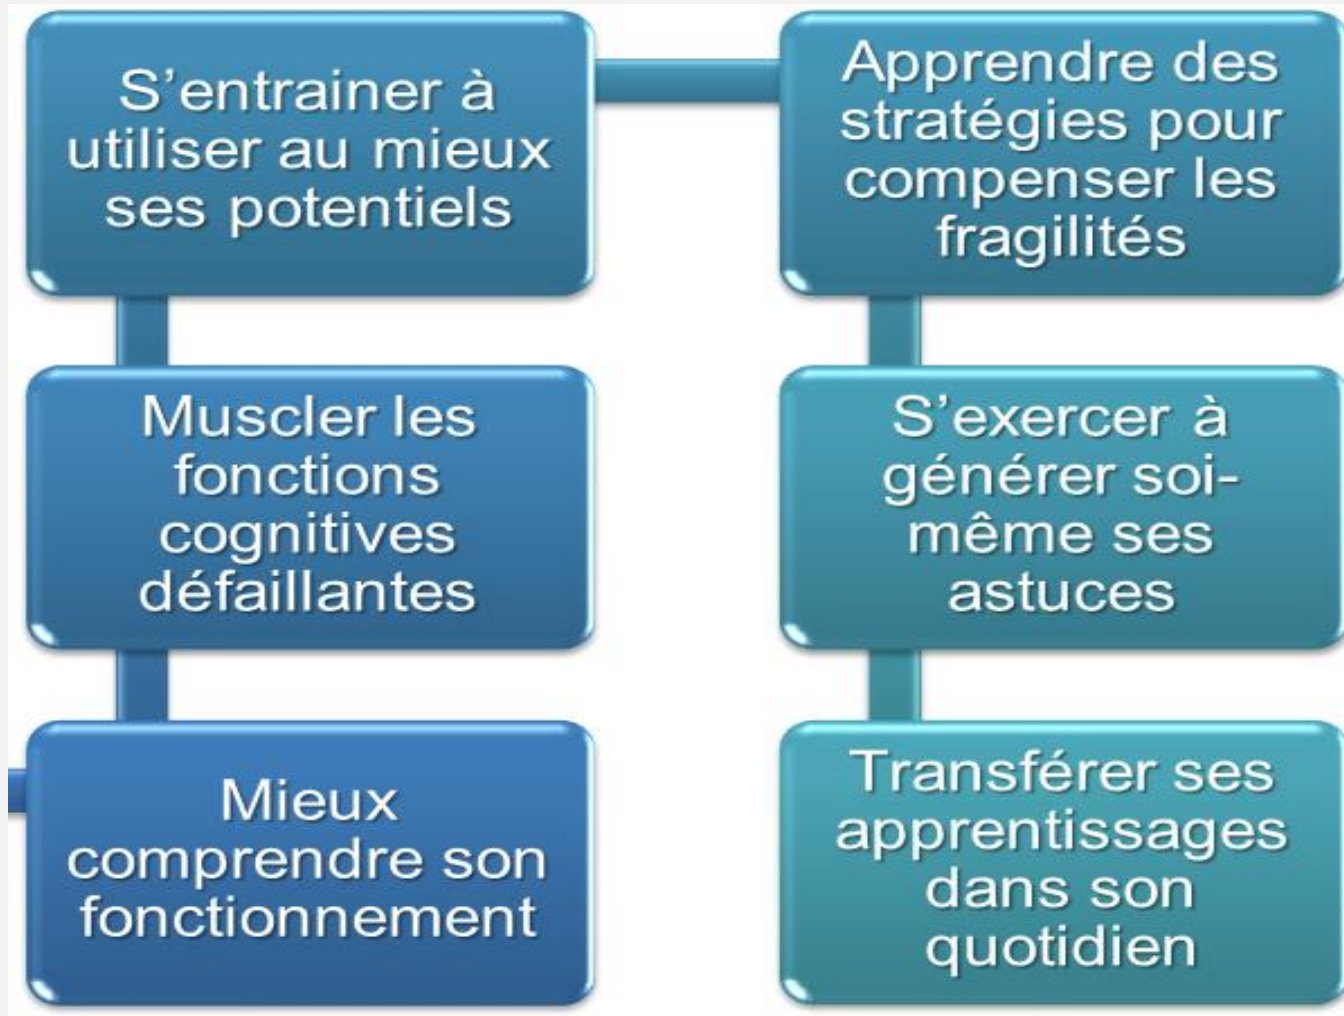 S’entrainer à
utiliser au mieux
ses potentiels
Apprendre des
stratégies pour
compenser les
fragilités
Muscler les
fonctions
cognitives
défaillantes
S’exercer à
générer soi-
même ses
astuces
Mieux
comprendre son
fonctionnement
Transférer ses
apprentissages
dans son
quotidien